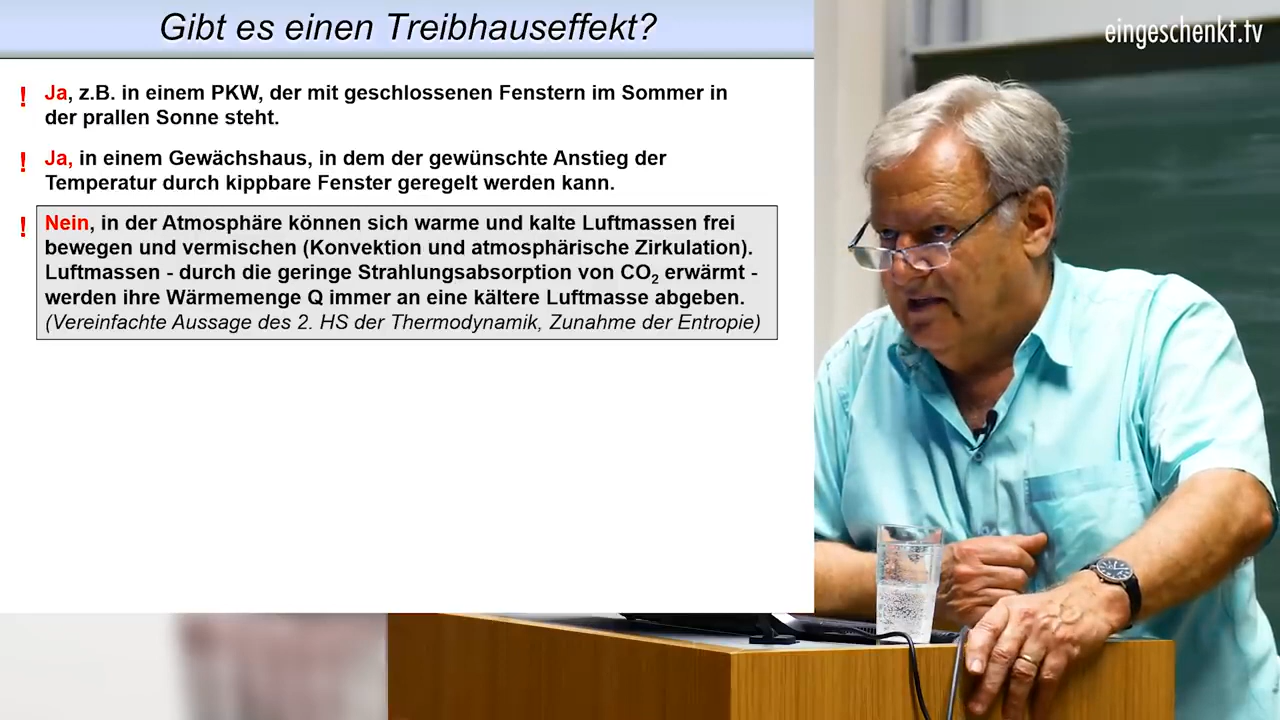 Gibt es einen Treibhauseffekt?
eingeschenkt.tv
! Ja, z.B. in einem PKW, der mit geschlossenen Fenstern im Sommer in
der prallen Sonne steht.
! Ja, in einem Gewächshaus, in dem der gewünschte Anstieg der
Temperatur durch kippbare Fenster geregelt werden kann.
! Nein, in der Atmosphäre können sich warme und kalte Luftmassen frei
bewegen und vermischen (Konvektion und atmosphärische Zirkulation).
Luftmassen - durch die geringe Strahlungsabsorption von CO₂ erwärmt -
werden ihre Wärmemenge Q immer an eine kältere Luftmasse abgeben.
(Vereinfachte Aussage des 2. HS der Thermodynamik, Zunahme der Entropie)